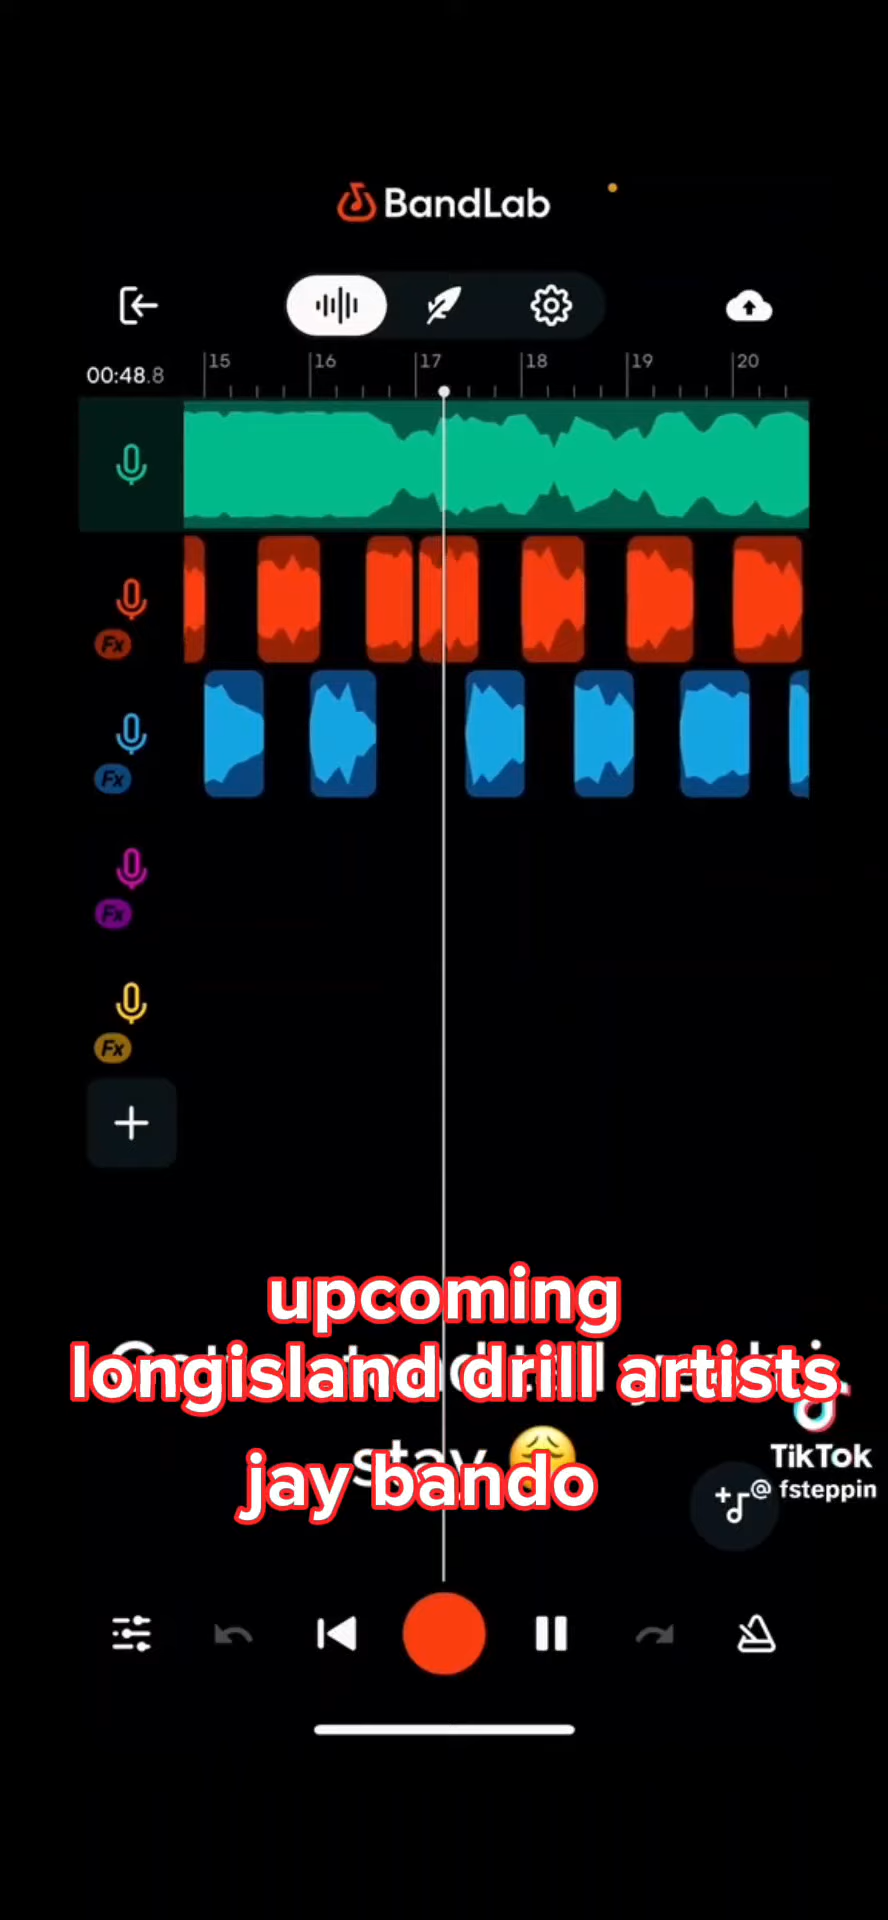 BandLab
00:48.8
15
16
17
18
19
20
Fx
Fx
Fx
Fx
upcoming
longisland drill artists
stay 😮‍💨
jay bando
TikTok
@ fsteppin